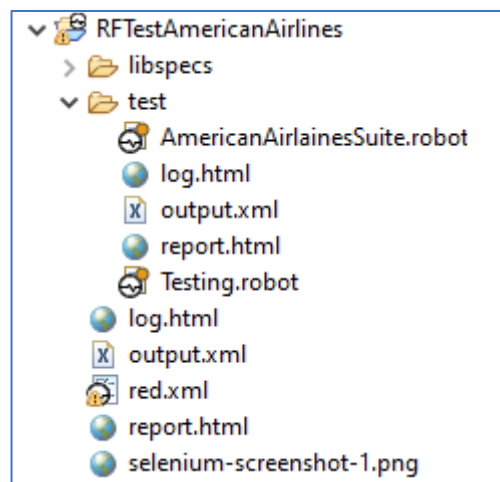 RFTestAmericanAirlines
libspecs
test
AmericanAirlainesSuite.robot
log.html
output.xml
report.html
Testing.robot
log.html
output.xml
red.xml
report.html
selenium-screenshot-1.png